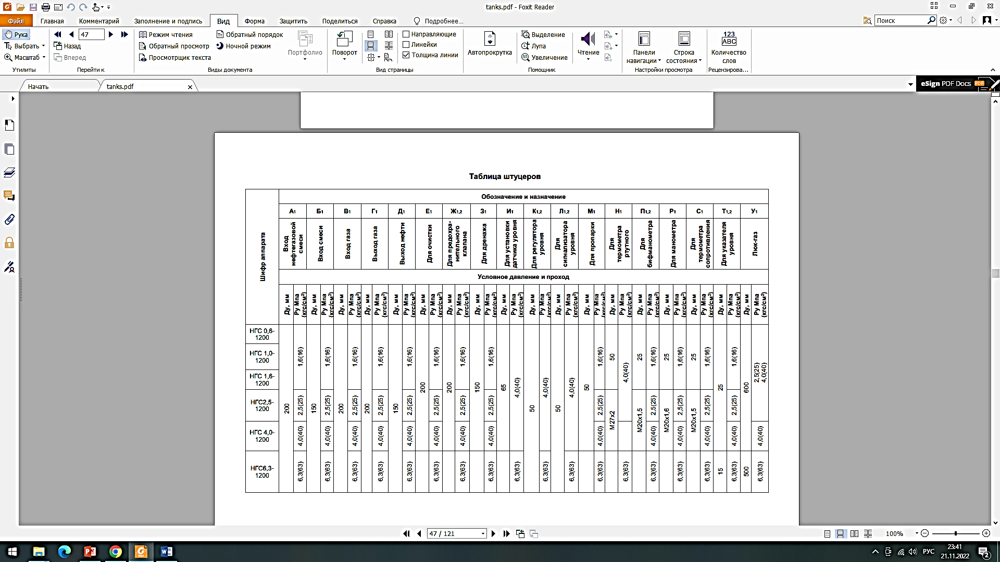 tanks.pdf - Foxit Reader
Файл
Главная
Комментарий
Заполнение и подпись
Вид
Форма
Защитить
Поделиться
Справка
Подробнее...
Поиск
Рука
Выбрать
Масштаб
Утилиты
47
Назад
Вперед
Перейти к
Режим чтения
Обратный просмотр
Просмотрщик текста
Обратный порядок
Ночной режим
Виды документа
Портфолио
Поворот
Вид страницы
Направляющие
Линейки
Толщина линии
Автопрокрутка
Выделение
Лупа
Увеличение
Помощник
Чтение
Панели навигации
Строка состояния
Настройки просмотра
123
ABC
Количество слов
Рецензирова...
Начать
tanks.pdf
eSign PDF Docs
PDF
Таблица штуцеров
Шифр аппарата
Обозначение и назначение
А1 Б1 В1 Г1 Д1 Е1 Ж1,2 З1 И1 К1,2 Л1,2 М1 Н1 П1,2 Р1 С1 Т1,2 У1
Вход нефтегазовой смеси
Вход смеси
Вход газа
Выход газа
Выход нефти
Для очистки
Для предохра-нительного клапана
Для дренажа
Для установки датчика уровня
Для регулятора уровня
Для сигнализатора уровня
Для пропарки
Для термометра ртутного
Для бифманометра
Для манометра
Для термометра сопротивления
Для указателя уровня
Люк-газ
Условное давление и проход
Ду, мм Ру Мпа (кгс/см²) Ду, мм Ру Мпа (кгс/см²) Ду, мм Ру Мпа (кгс/см²) Ду, мм Ру Мпа (кгс/см²) Ду, мм Ру Мпа (кгс/см²) Ду, мм Ру Мпа (кгс/см²) Ду, мм Ру Мпа (кгс/см²) Ду, мм Ру Мпа (кгс/см²) Ду, мм Ру Мпа (кгс/см²) Ду, мм Ру Мпа (кгс/см²) Ду, мм Ру Мпа (кгс/см²) Ду, мм Ру Мпа (кгс/см²) Ду, мм Ру Мпа (кгс/см²) Ду, мм Ру Мпа (кгс/см²) Ду, мм Ру Мпа (кгс/см²) Ду, мм Ру Мпа (кгс/см²) Ду, мм Ру Мпа (кгс/см²) Ду, мм Ру Мпа (кгс/см²)
НГС 0,6-1200
НГС 1,0-1200
1,6(16) 1,6(16) 1,6(16) 1,6(16) 1,6(16) 1,6(16) 1,6(16) 1,6(16) 1,6(16) 50 4,0(40) 25 1,6(16) 25 1,6(16) 25 1,6(16) 1,6(16) 2,5(25) 4,0(40)
НГС 1,6-1200
200 200 150 65 4,0(40) 4,0(40) 4,0(40) 50 25 600
НГС2,5-1200
200 2,5(25) 150 2,5(25) 200 2,5(25) 200 2,5(25) 150 2,5(25) 2,5(25) 2,5(25) 2,5(25) 50 50 2,5(25) М27х2 М20х1,5 2,5(25) М20х1,6 2,5(25) М20х1,5 2,5(25) 2,5(25)
НГС 4,0-1200
4,0(40) 4,0(40) 4,0(40) 4,0(40) 4,0(40) 4,0(40) 4,0(40) 4,0(40) 4,0(40) 4,0(40) 4,0(40) 4,0(40) 4,0(40) 4,0(40)
НГС6,3-1200
6,3(63) 6,3(63) 6,3(63) 6,3(63) 6,3(63) 6,3(63) 6,3(63) 6,3(63) 6,3(63) 6,3(63) 6,3(63) 6,3(63) 6,3(63) 6,3(63) 6,3(63) 6,3(63) 15 6,3(63) 500 6,3(63)
47 / 121
100%
РУС
23:41
21.11.2022
2